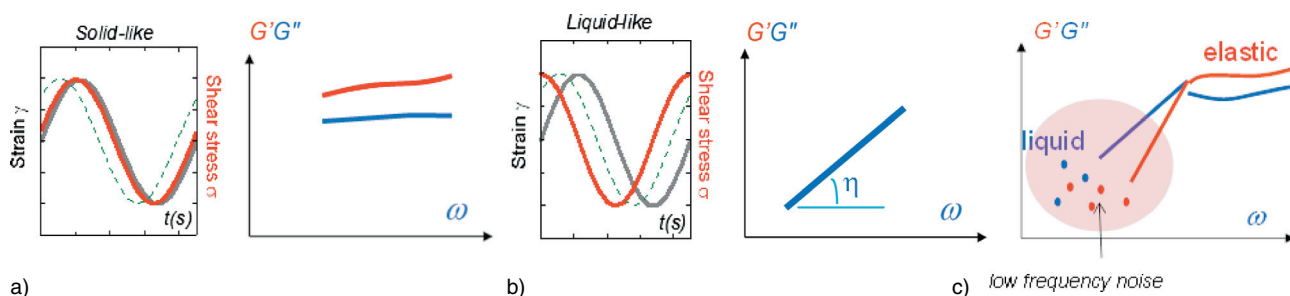 Solid-like
Strain γ
Shear stress σ
t(s)
G'G"
ω
a)
Liquid-like
Strain γ
Shear stress σ
t(s)
G'G"
η
ω
b)
G'G"
elastic
liquid
ω
low frequency noise
c)